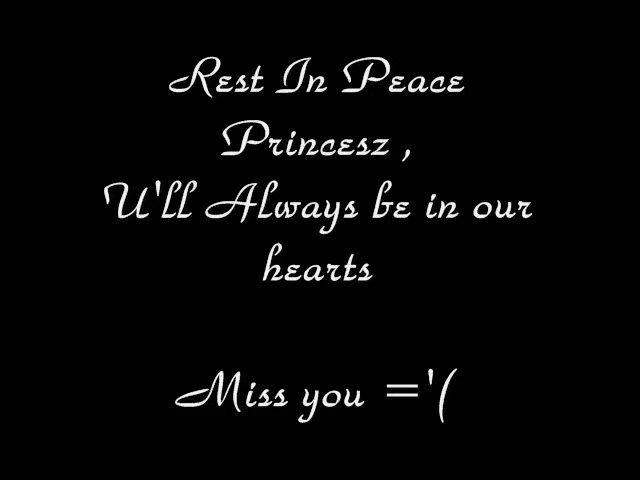 Rest In Peace
Princesz ,
U'll Always be in our
hearts
Miss you ='(